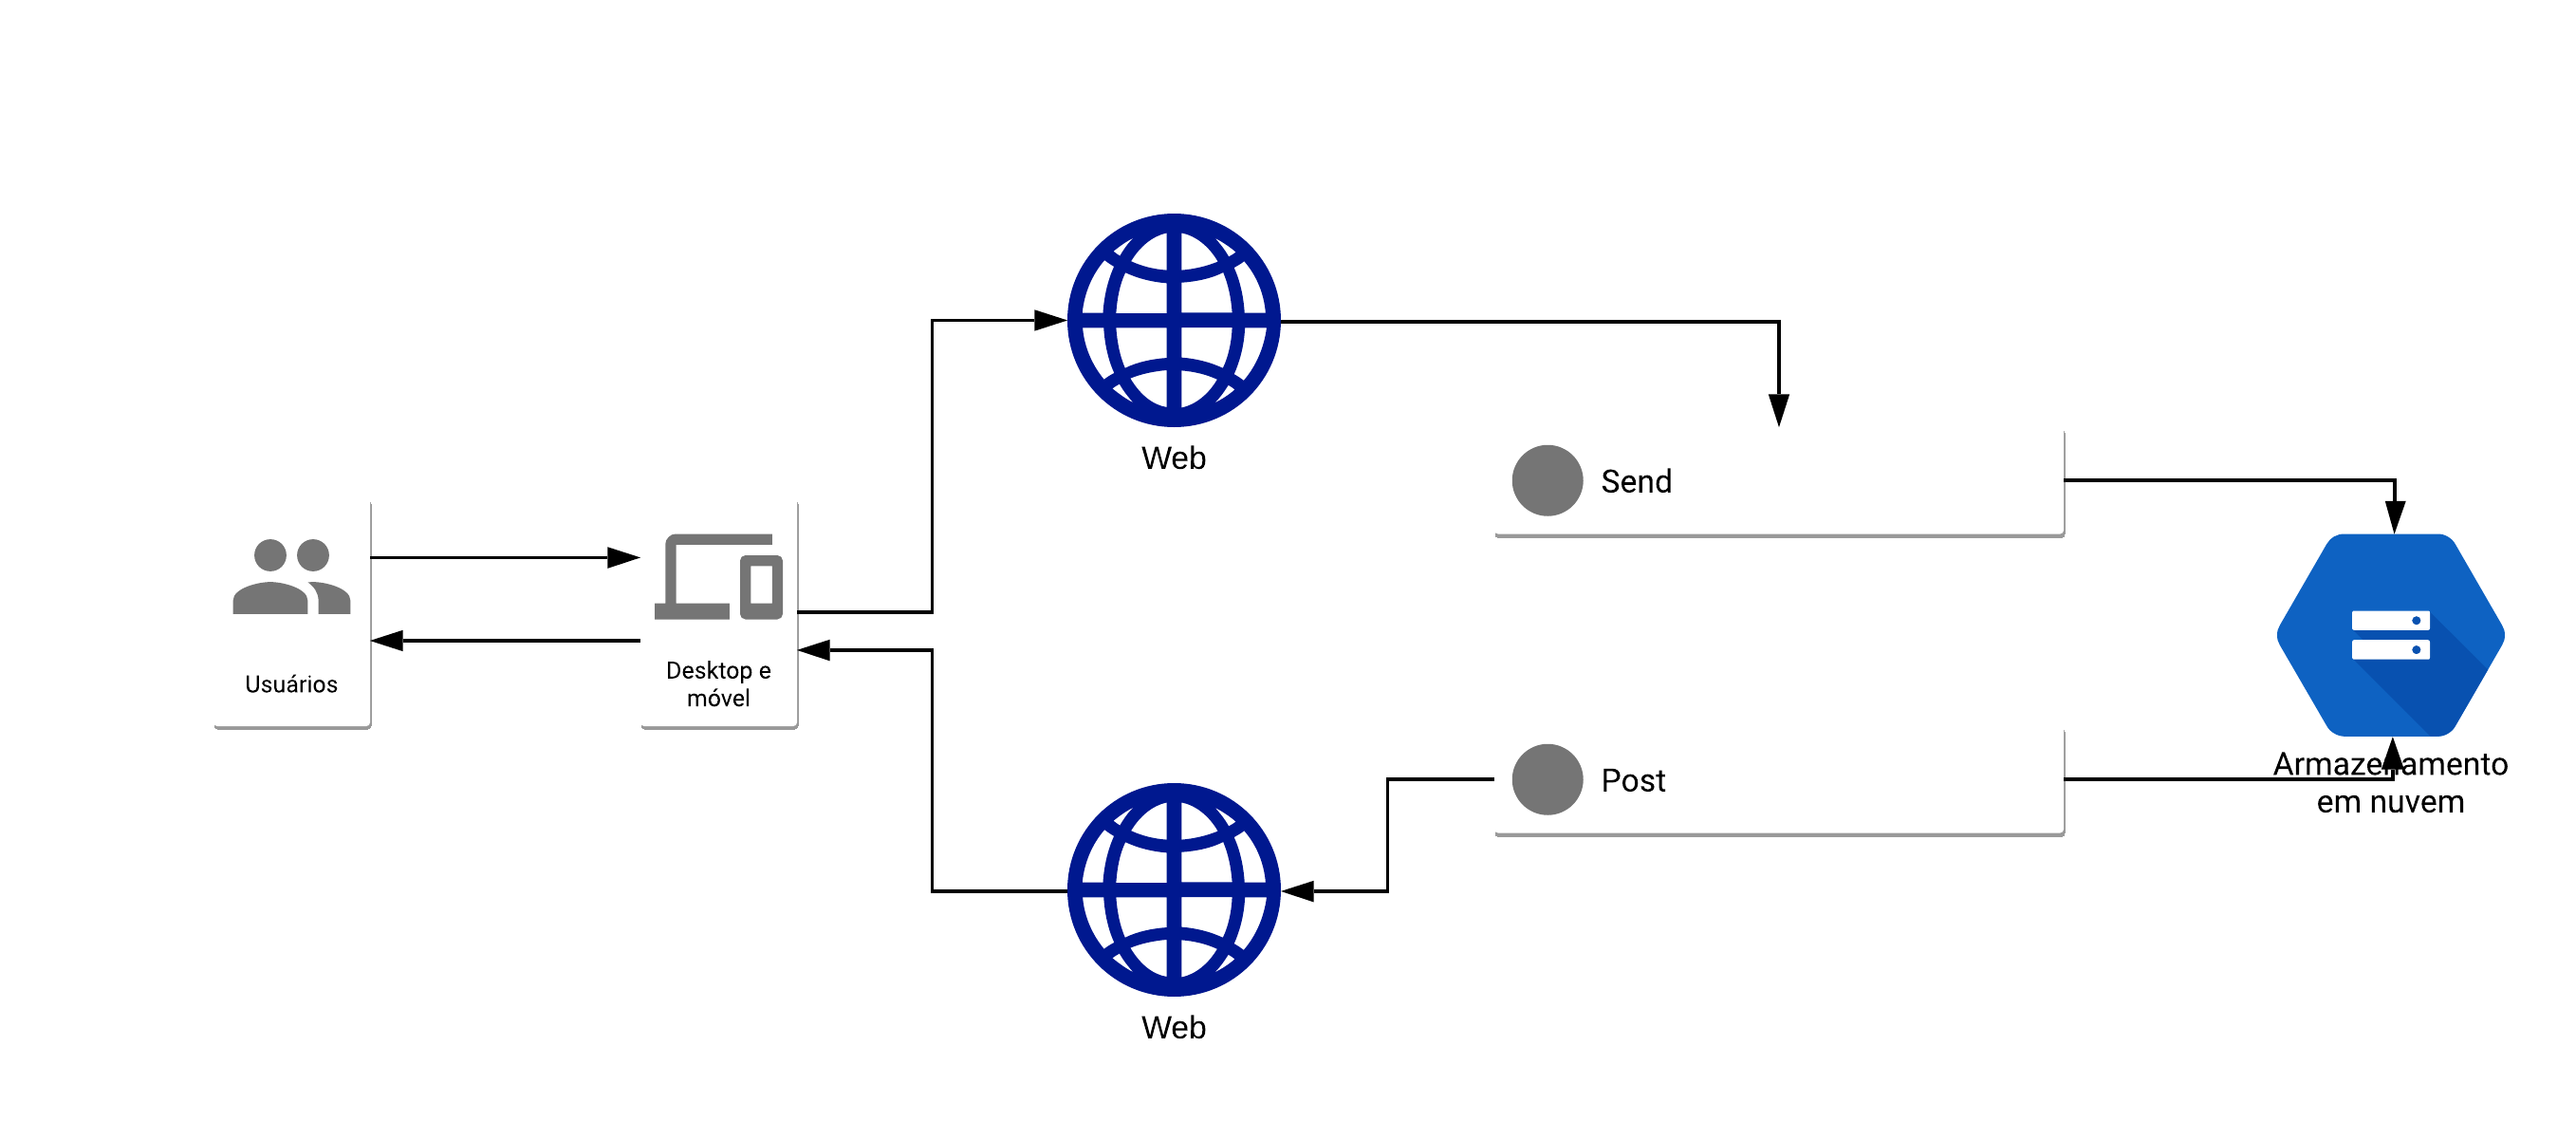 Usuários
Desktop e
móvel
Web
Send
Armazenamento
em nuvem
Post
Web